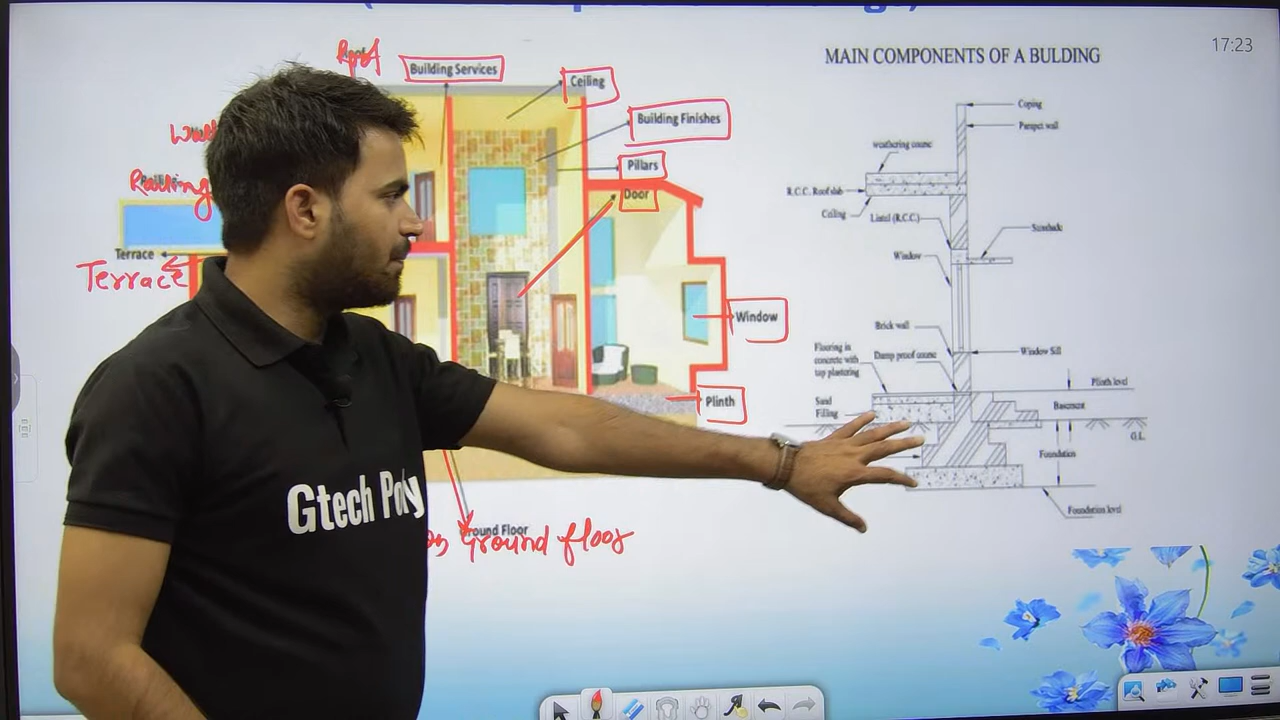 17:23
MAIN COMPONENTS OF A BULDING
Roof
Building Services
Ceiling
Building Finishes
Pillars
Door
Wall
Railing
Terrace
Terrace
Window
Plinth
Ground Floor
Ground floor
Gtech Poly
Coping
Parapet wall
weathering course
R.C.C. Roof slab
Ceiling
Lintel (R.C.C.)
Sunshade
Window
Brick wall
Flooring in
concrete with
top plastering
Damp proof course
Window Sill
Plinth level
Sand
Filling
Basement
G.L.
Foundation
Foundation level